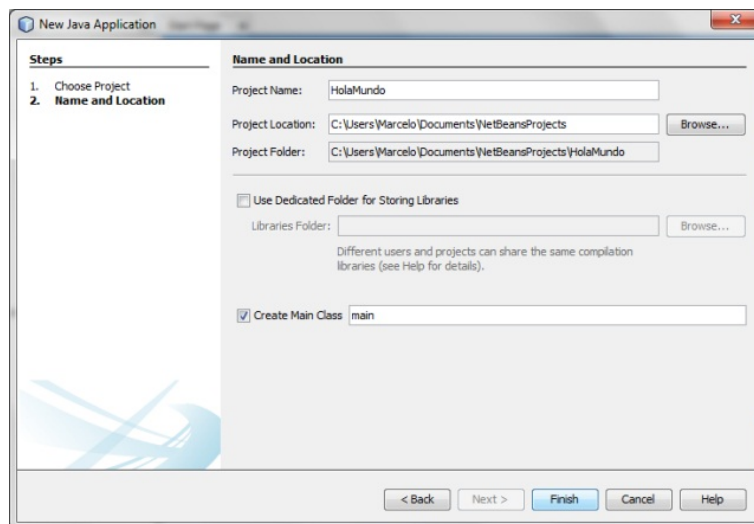 New Java Application
Steps
1. Choose Project
2. Name and Location
Name and Location
Project Name: HolaMundo
Project Location: C:\Users\Marcelo\Documents\NetBeansProjects Browse...
Project Folder: C:\Users\Marcelo\Documents\NetBeansProjects\HolaMundo
Use Dedicated Folder for Storing Libraries
Libraries Folder: Browse...
Different users and projects can share the same compilation
libraries (see Help for details).
Create Main Class main
< Back Next > Finish Cancel Help